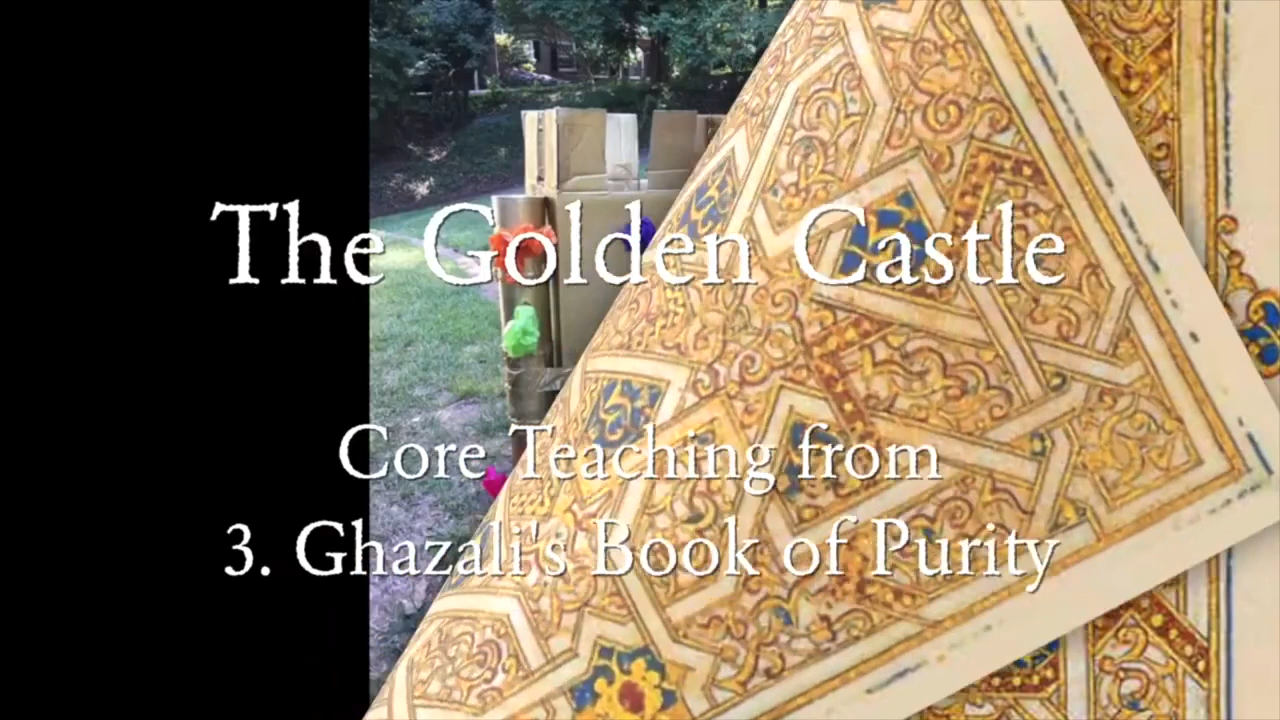 The Golden Castle
Core Teaching from
3. Ghazali's Book of Purity